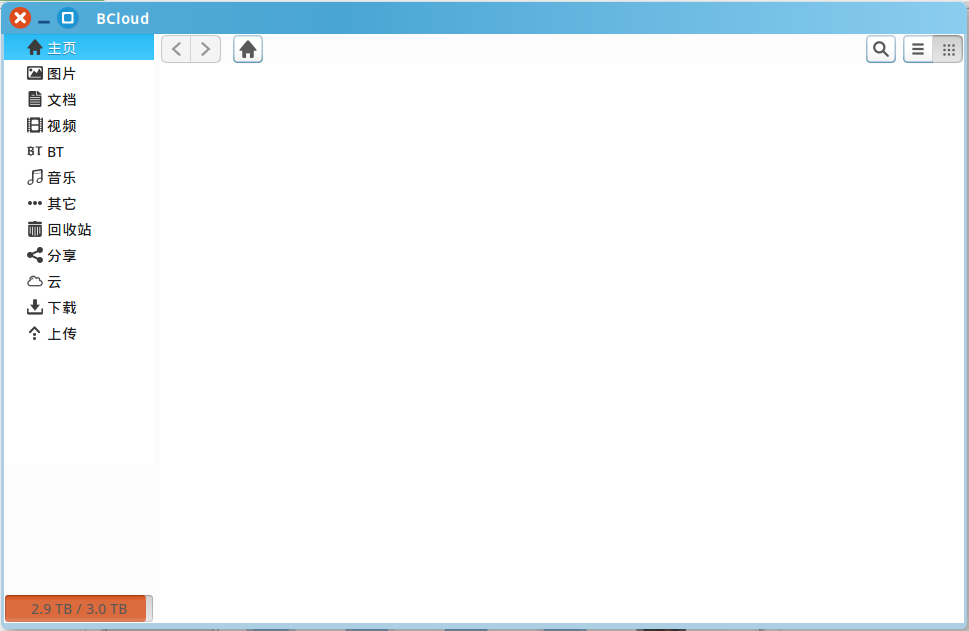 BCloud
主页
图片
文档
视频
BT BT
音乐
其它
回收站
分享
云
下载
上传
2.9 TB / 3.0 TB